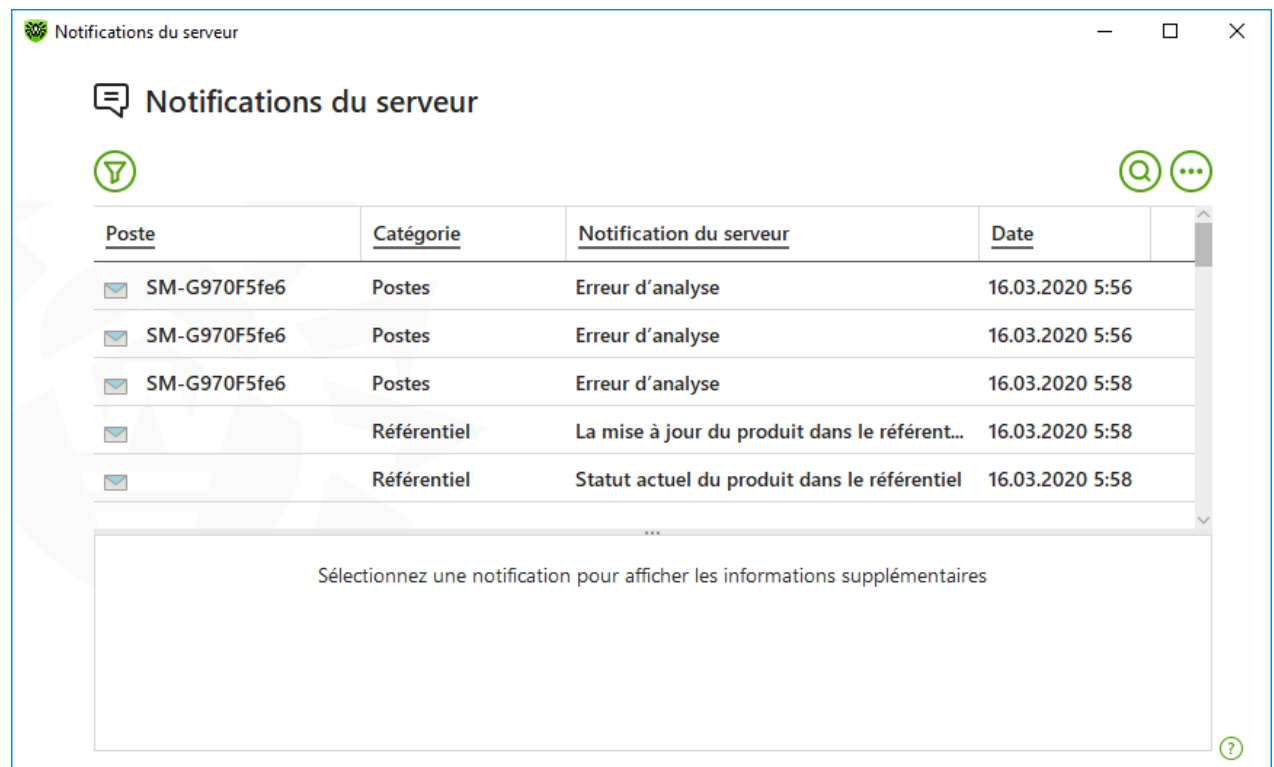 Notifications du serveur
Notifications du serveur
Poste Catégorie Notification du serveur Date
SM-G970F5fe6 Postes Erreur d’analyse 16.03.2020 5:56
SM-G970F5fe6 Postes Erreur d’analyse 16.03.2020 5:56
SM-G970F5fe6 Postes Erreur d’analyse 16.03.2020 5:58
Référentiel La mise à jour du produit dans le référent... 16.03.2020 5:58
Référentiel Statut actuel du produit dans le référentiel 16.03.2020 5:58
Sélectionnez une notification pour afficher les informations supplémentaires
?